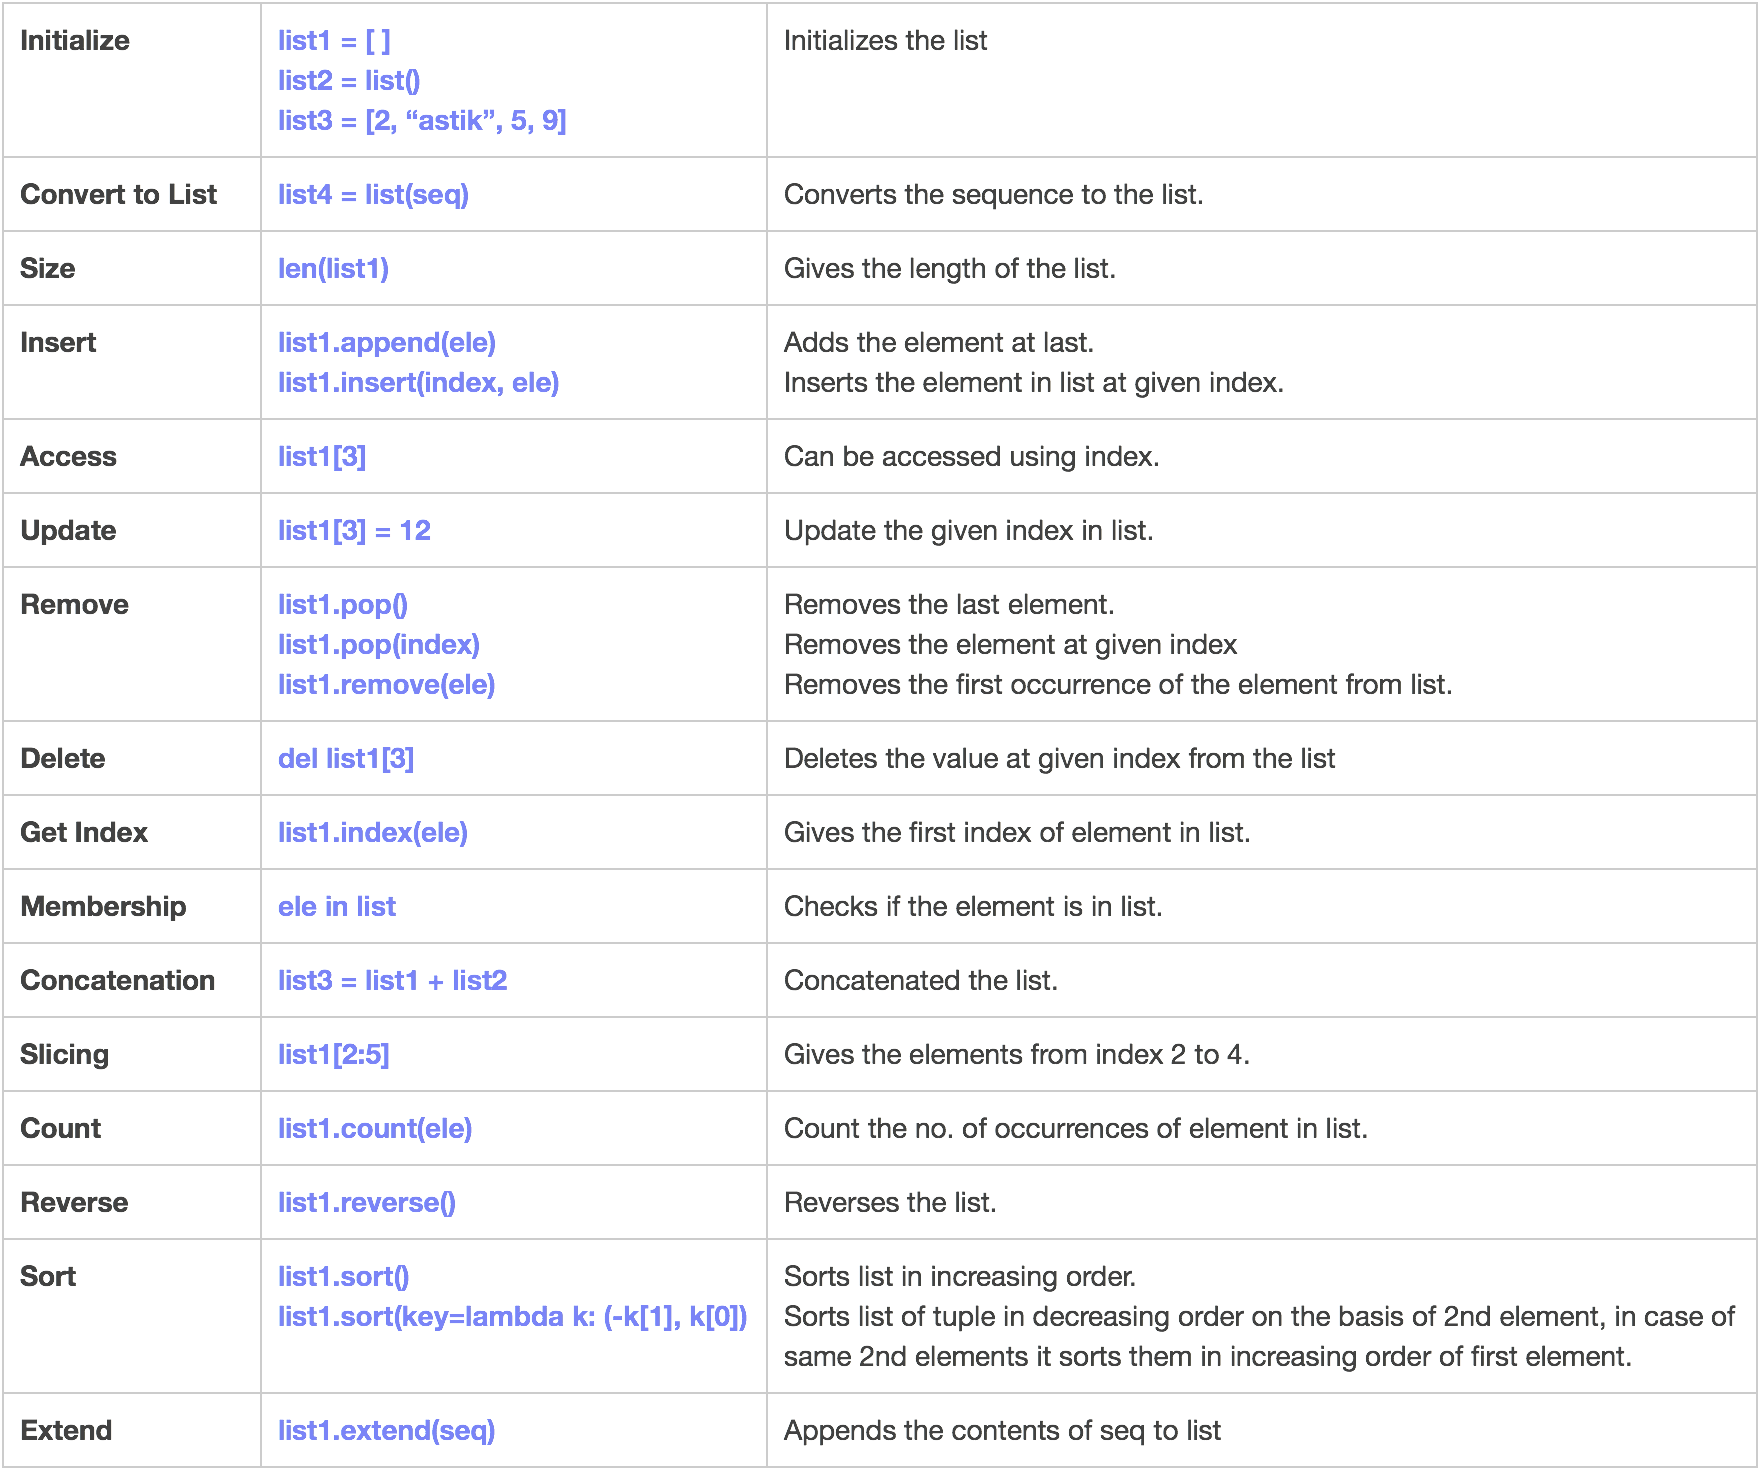 Initialize
list1 = [ ]
list2 = list()
list3 = [2, “astik”, 5, 9]
Initializes the list
Convert to List
list4 = list(seq)
Converts the sequence to the list.
Size
len(list1)
Gives the length of the list.
Insert
list1.append(ele)
list1.insert(index, ele)
Adds the element at last.
Inserts the element in list at given index.
Access
list1[3]
Can be accessed using index.
Update
list1[3] = 12
Update the given index in list.
Remove
list1.pop()
list1.pop(index)
list1.remove(ele)
Removes the last element.
Removes the element at given index
Removes the first occurrence of the element from list.
Delete
del list1[3]
Deletes the value at given index from the list
Get Index
list1.index(ele)
Gives the first index of element in list.
Membership
ele in list
Checks if the element is in list.
Concatenation
list3 = list1 + list2
Concatenated the list.
Slicing
list1[2:5]
Gives the elements from index 2 to 4.
Count
list1.count(ele)
Count the no. of occurrences of element in list.
Reverse
list1.reverse()
Reverses the list.
Sort
list1.sort()
list1.sort(key=lambda k: (-k[1], k[0])
Sorts list in increasing order.
Sorts list of tuple in decreasing order on the basis of 2nd element, in case of
same 2nd elements it sorts them in increasing order of first element.
Extend
list1.extend(seq)
Appends the contents of seq to list